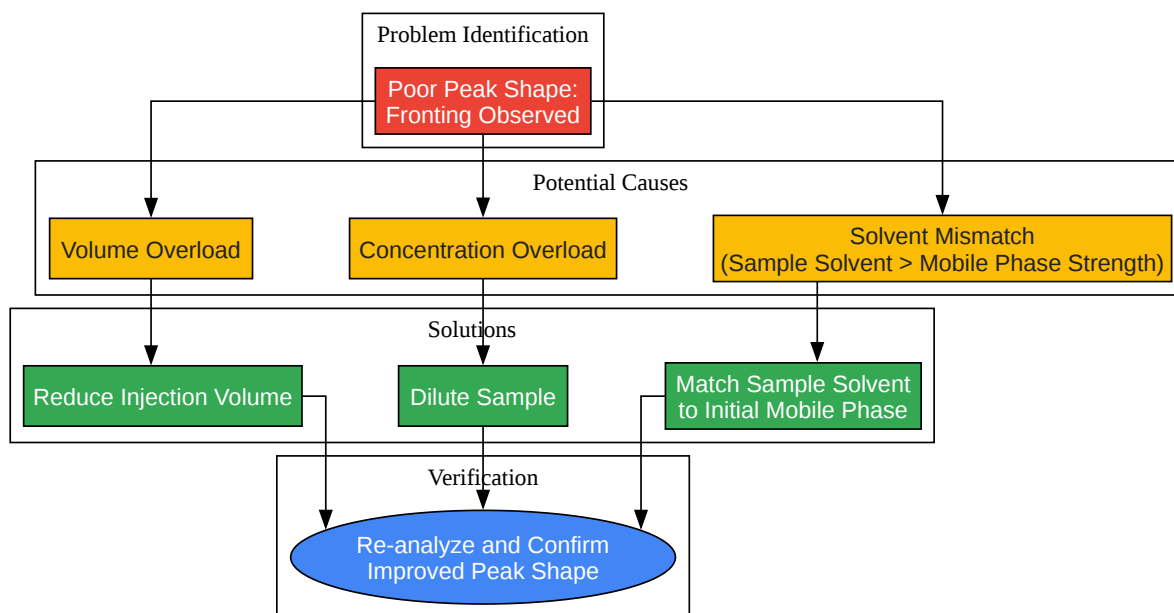 Problem Identification
Poor Peak Shape:
Fronting Observed
Potential Causes
Volume Overload
Concentration Overload
Solvent Mismatch
(Sample Solvent > Mobile Phase Strength)
Solutions
Reduce Injection Volume
Dilute Sample
Match Sample Solvent
to Initial Mobile Phase
Verification
Re-analyze and Confirm
Improved Peak Shape